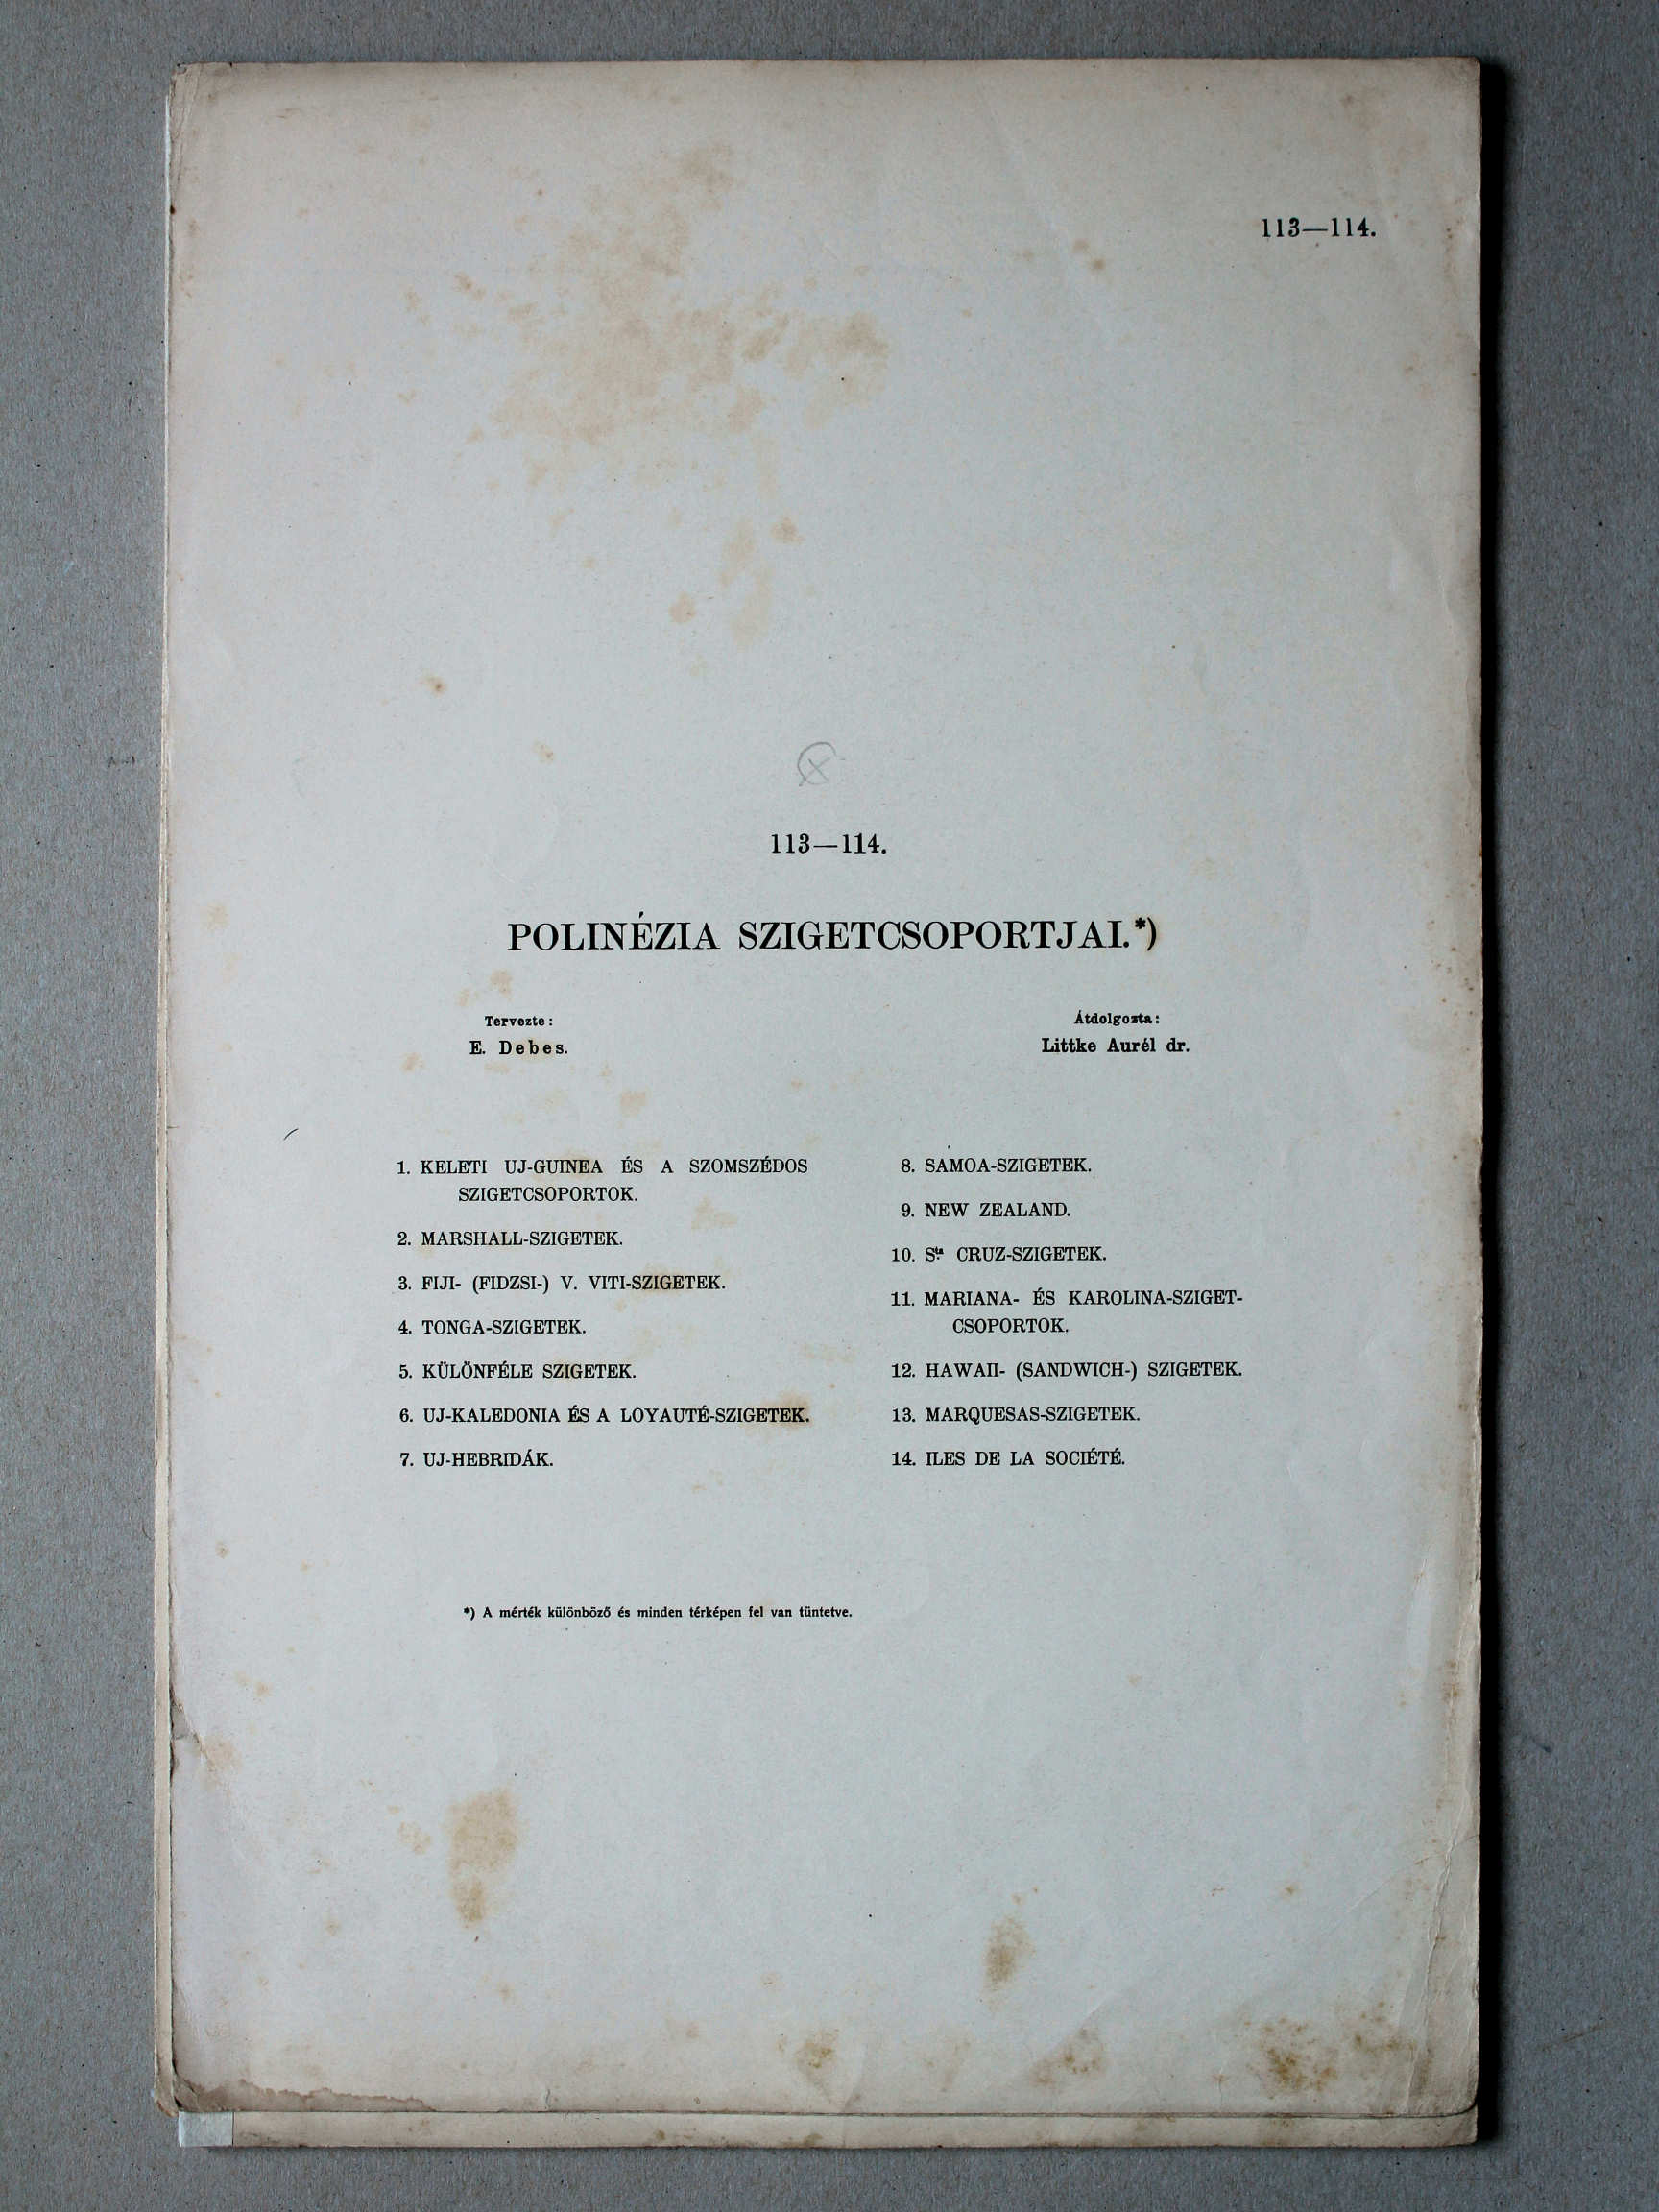 113—114.
113—114.
POLINÉZIA SZIGETCSOPORTJAI.*)
Tervezte:
E. Debes.
Átdolgozta:
Littke Aurél dr.
1. KELETI UJ-GUINEA ÉS A SZOMSZÉDOS
SZIGETCSOPORTOK.
2. MARSHALL-SZIGETEK.
3. FIJI- (FIDZSI-) V. VITI-SZIGETEK.
4. TONGA-SZIGETEK.
5. KÜLÖNFÉLE SZIGETEK.
6. UJ-KALEDONIA ÉS A LOYAUTÉ-SZIGETEK.
7. UJ-HEBRIDÁK.
8. SAMOA-SZIGETEK.
9. NEW ZEALAND.
10. Sta CRUZ-SZIGETEK.
11. MARIANA- ÉS KAROLINA-SZIGET-
CSOPORTOK.
12. HAWAII- (SANDWICH-) SZIGETEK.
13. MARQUESAS-SZIGETEK.
14. ILES DE LA SOCIÉTÉ.
*) A mérték különböző és minden térképen fel van tüntetve.